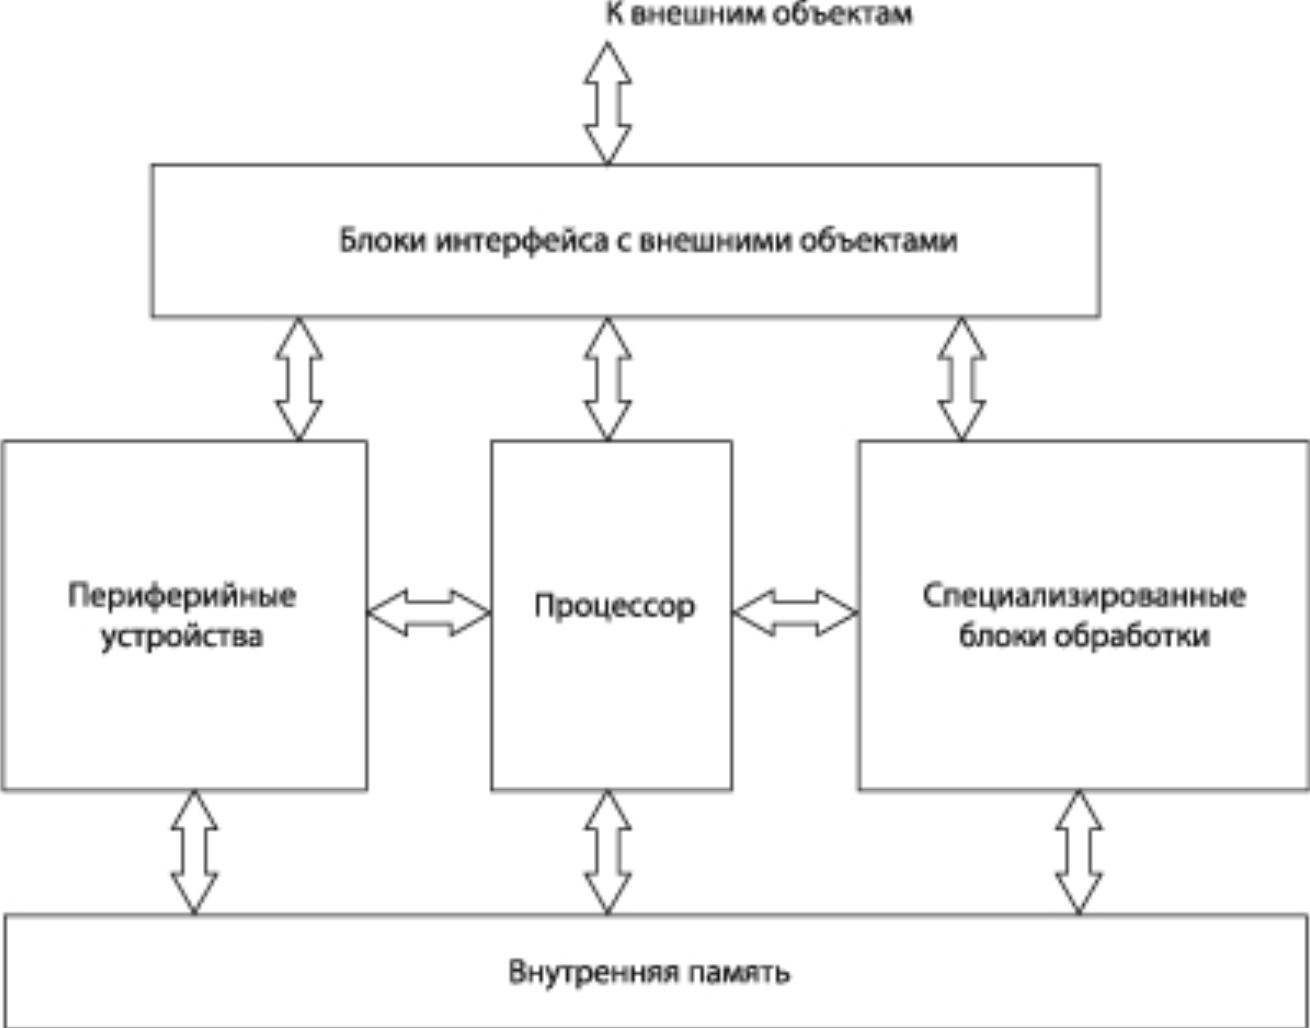 К внешним объектам
Блоки интерфейса с внешними объектами
Периферийные
устройства
Процессор
Специализированные
блоки обработки
Внутренняя память